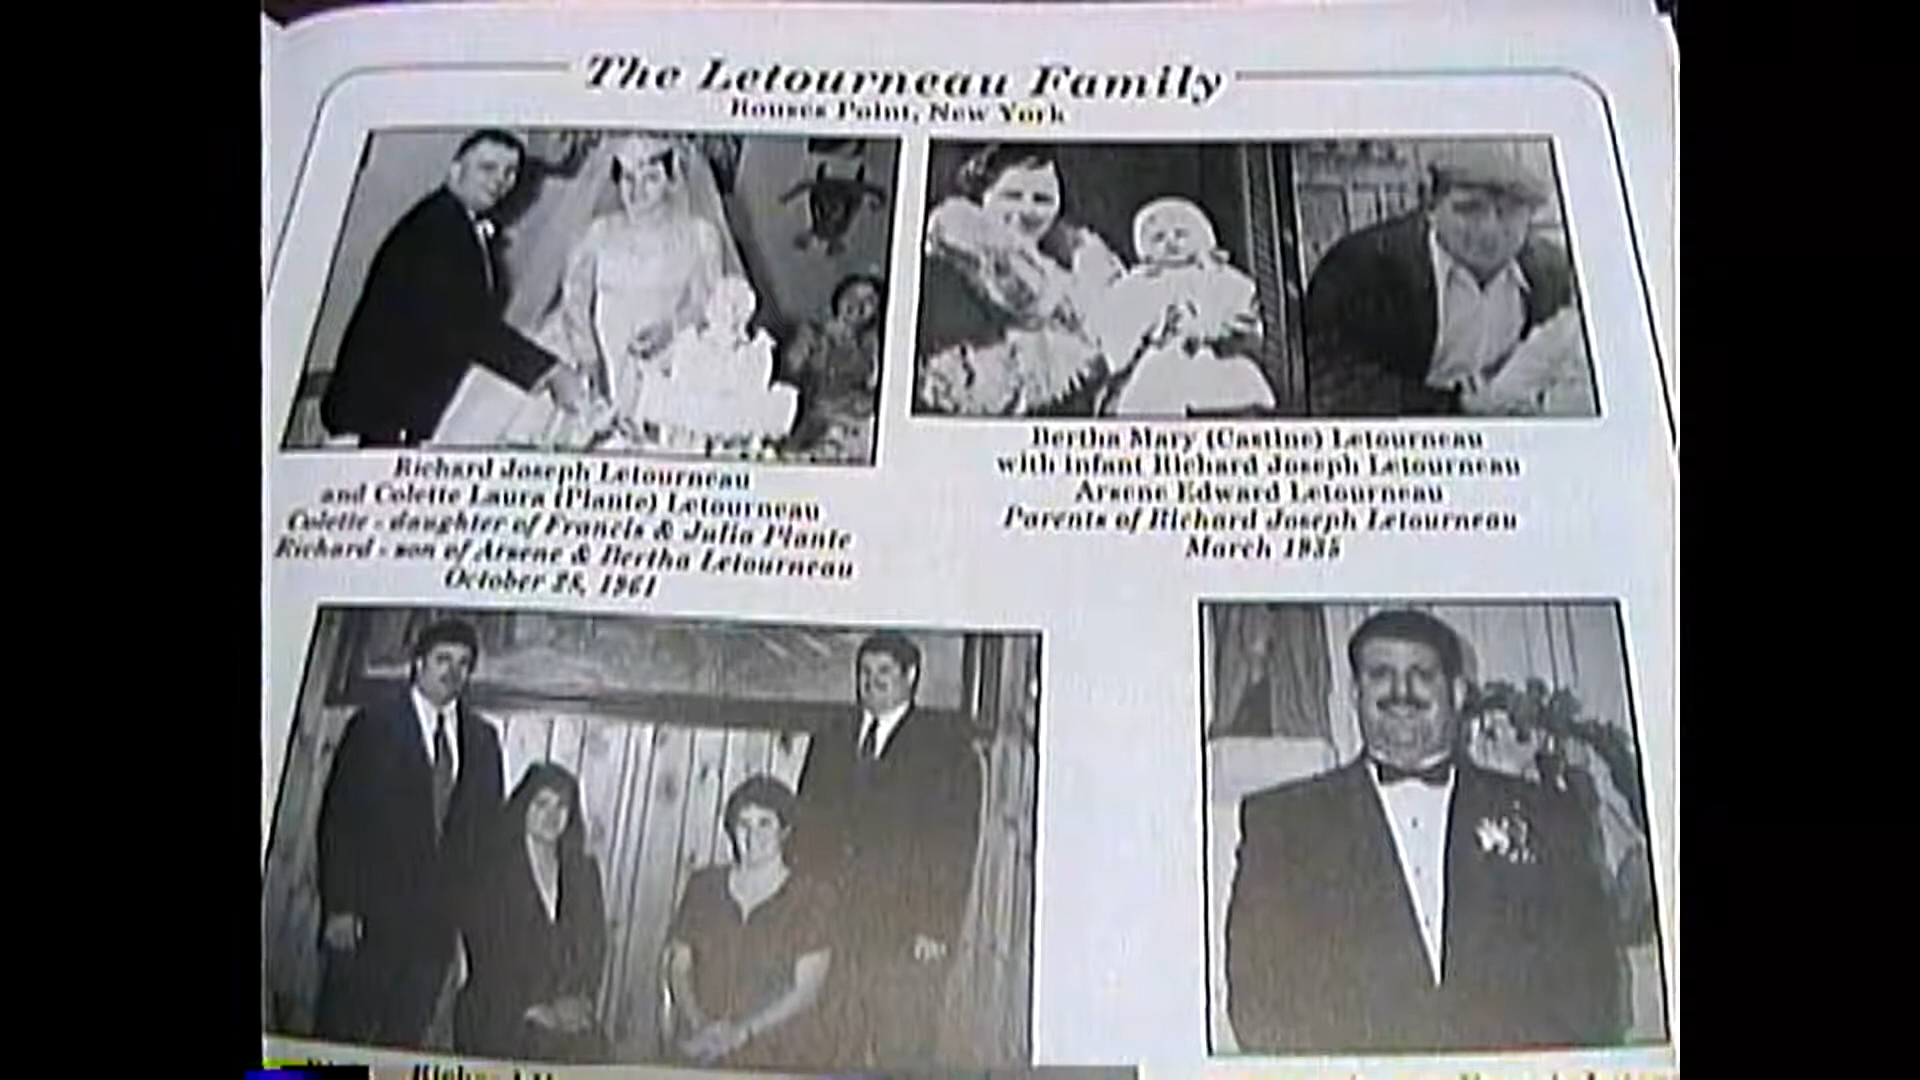 The Letourneau Family
Rouses Point, New York
Richard Joseph Letourneau
and Colette Laura (Plante) Letourneau
Colette - daughter of Francis & Julia Plante
Richard - son of Arsene & Bertha Letourneau
October 28, 1961
Bertha Mary (Castine) Letourneau
with infant Richard Joseph Letourneau
Arsene Edward Letourneau
Parents of Richard Joseph Letourneau
March 1935